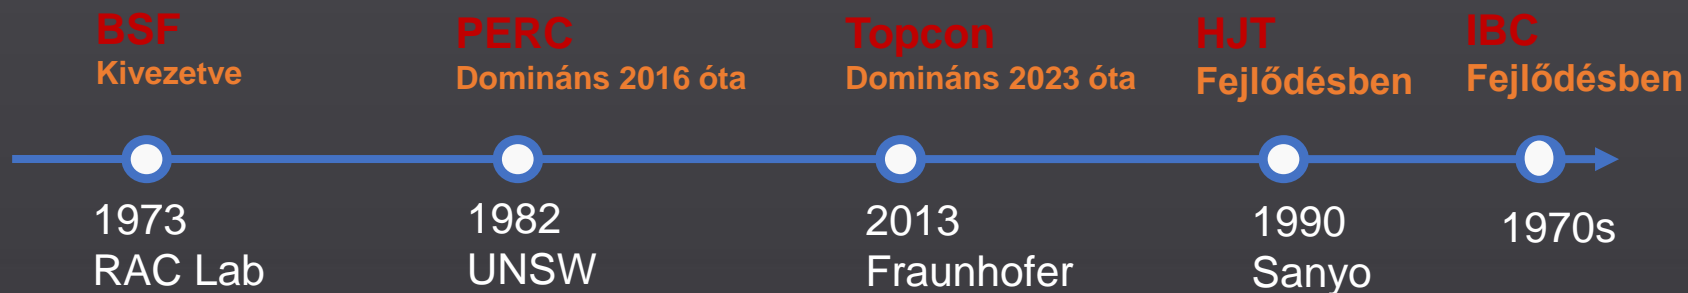 BSF
Kivezetve
PERC
Domináns 2016 óta
Topcon
Domináns 2023 óta
HJT
Fejlődésben
IBC
Fejlődésben
1973
RAC Lab
1982
UNSW
2013
Fraunhofer
1990
Sanyo
1970s